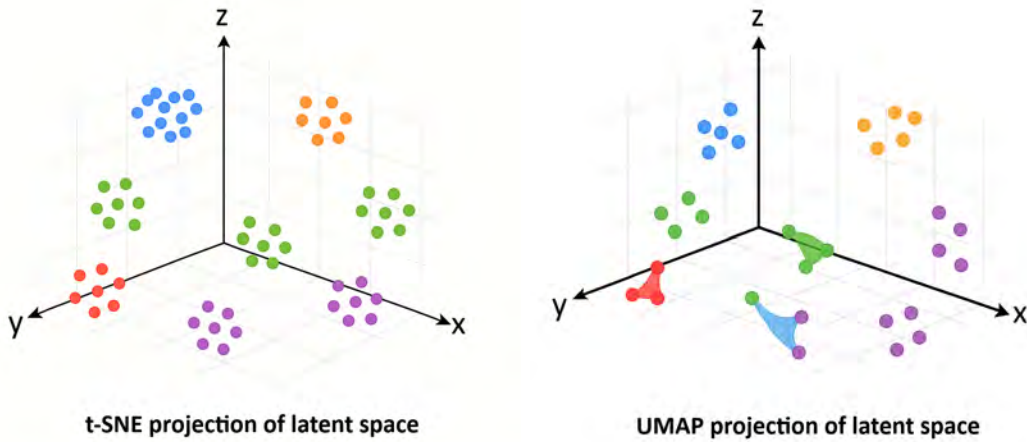 z
y
x
t-SNE projection of latent space
z
y
x
UMAP projection of latent space